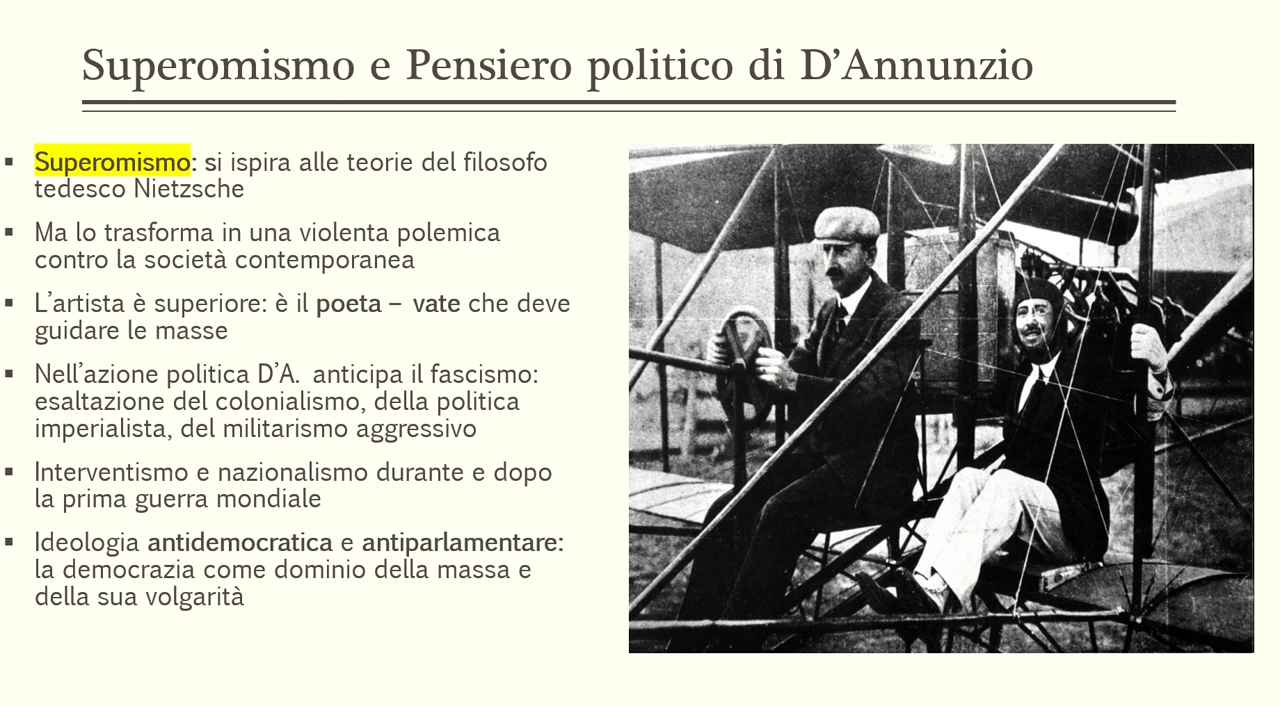 Superomismo e Pensiero politico di D’Annunzio
▪ Superomismo: si ispira alle teorie del filosofo
tedesco Nietzsche
▪ Ma lo trasforma in una violenta polemica
contro la società contemporanea
▪ L’artista è superiore: è il poeta – vate che deve
guidare le masse
▪ Nell’azione politica D’A. anticipa il fascismo:
esaltazione del colonialismo, della politica
imperialista, del militarismo aggressivo
▪ Interventismo e nazionalismo durante e dopo
la prima guerra mondiale
▪ Ideologia antidemocratica e antiparlamentare:
la democrazia come dominio della massa e
della sua volgarità